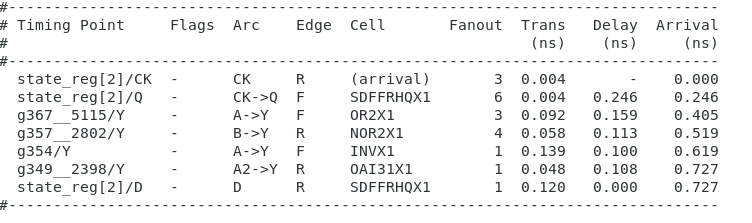 #-------------------------------------------------------------------------------
# Timing Point     Flags  Arc    Edge  Cell       Fanout  Trans   Delay  Arrival
#                                                          (ns)    (ns)     (ns)
#-------------------------------------------------------------------------------
  state_reg[2]/CK  -      CK     R     (arrival)       3  0.004       -    0.000
  state_reg[2]/Q   -      CK->Q  F     SDFFRHQX1       6  0.004   0.246    0.246
  g367__5115/Y     -      A->Y   F     OR2X1           3  0.092   0.159    0.405
  g357__2802/Y     -      B->Y   R     NOR2X1          4  0.058   0.113    0.519
  g354/Y           -      A->Y   F     INVX1           1  0.139   0.100    0.619
  g349__2398/Y     -      A2->Y  R     OAI31X1         1  0.048   0.108    0.727
  state_reg[2]/D   -      D      R     SDFFRHQX1       1  0.120   0.000    0.727
#-------------------------------------------------------------------------------